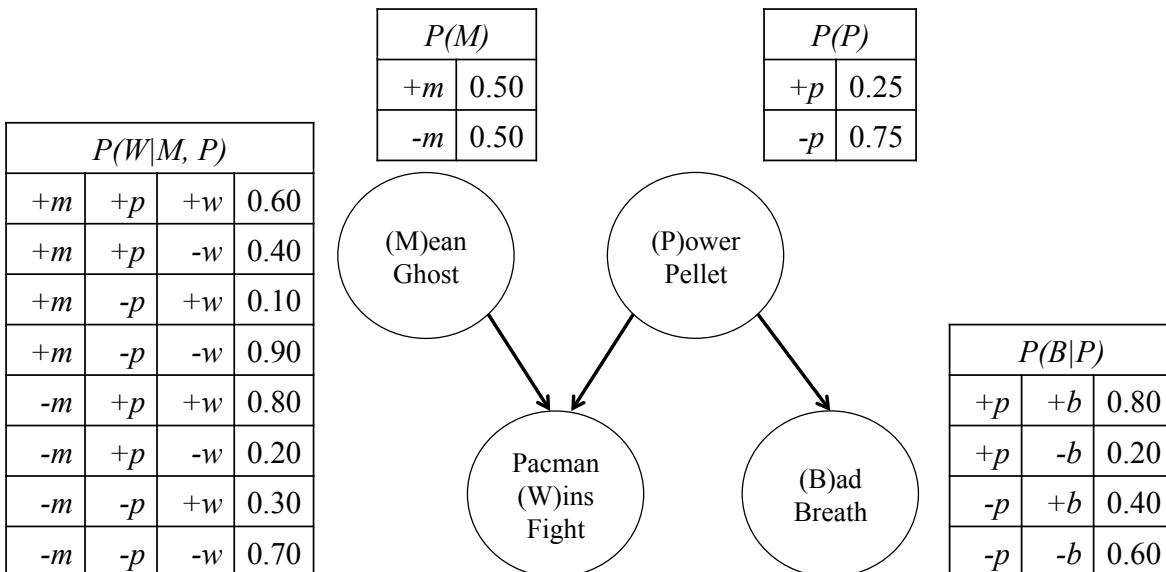 P(M)
+m 0.50
-m 0.50
P(P)
+p 0.25
-p 0.75
P(W|M, P)
+m +p +w 0.60
+m +p -w 0.40
+m -p +w 0.10
+m -p -w 0.90
-m +p +w 0.80
-m +p -w 0.20
-m -p +w 0.30
-m -p -w 0.70
(M)ean
Ghost
(P)ower
Pellet
Pacman
(W)ins
Fight
(B)ad
Breath
P(B|P)
+p +b 0.80
+p -b 0.20
-p +b 0.40
-p -b 0.60